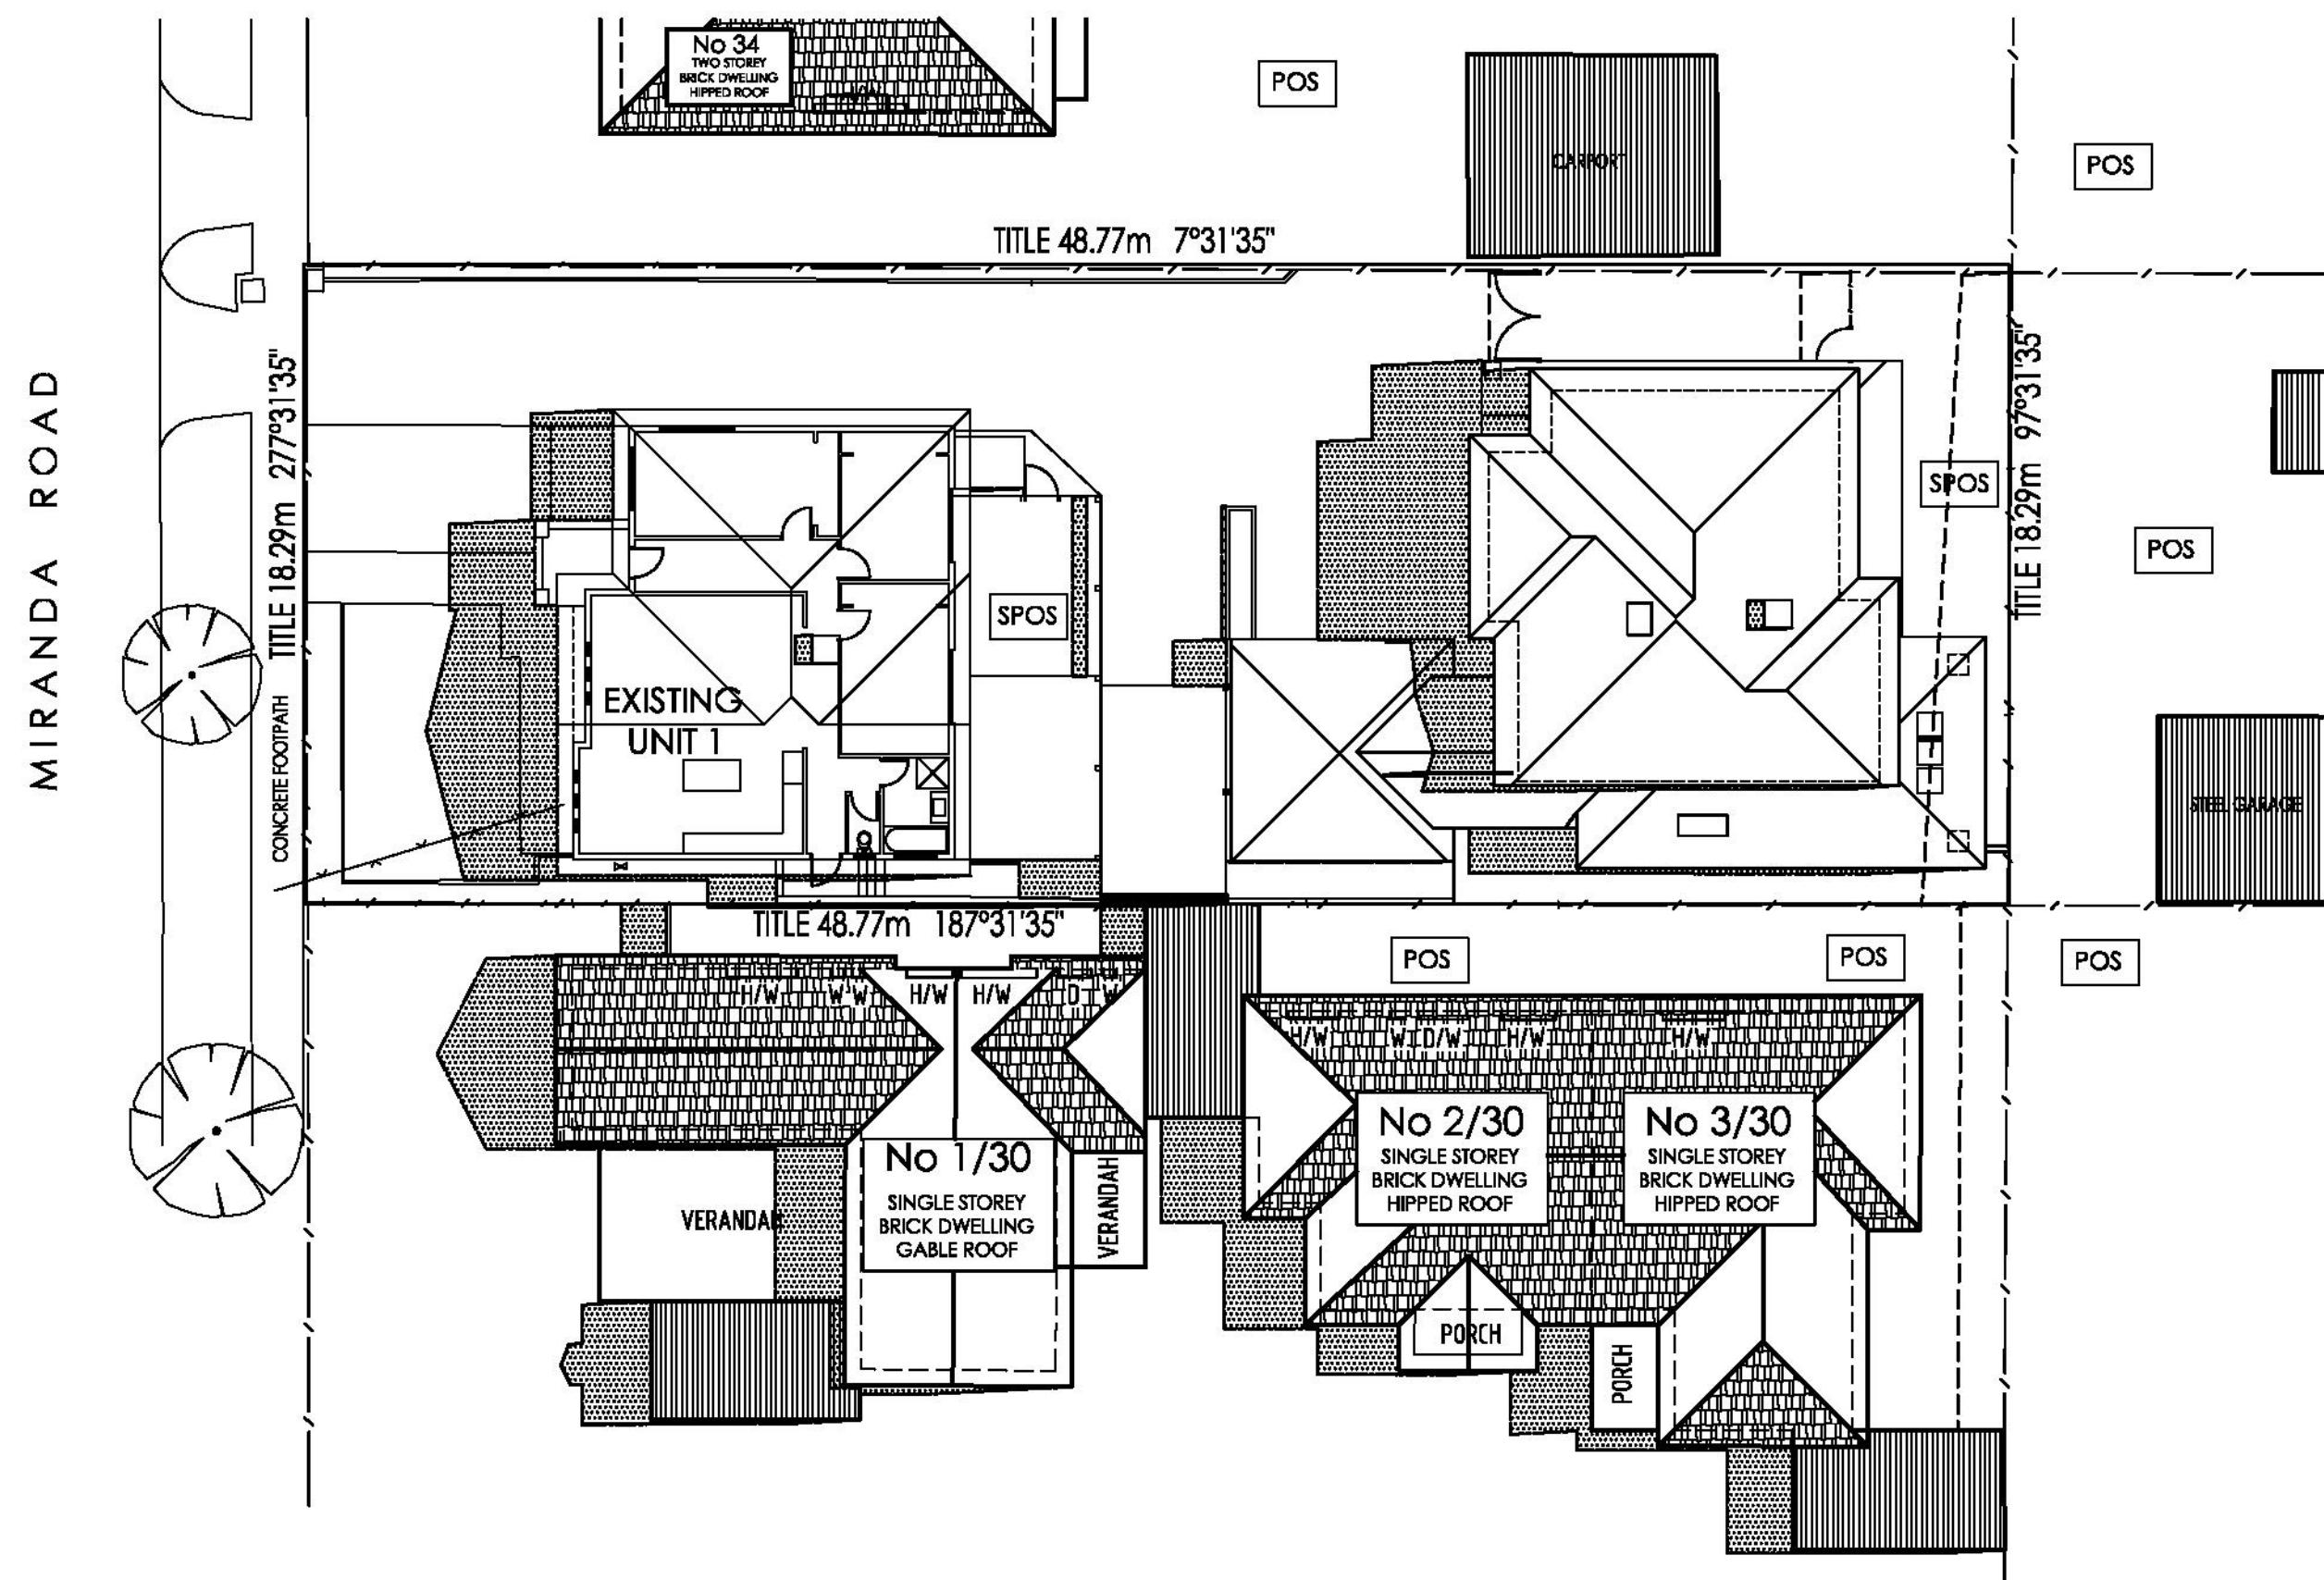 No 34
TWO STOREY
BRICK DWELLING
HIPPED ROOF
POS
CARPORT
POS
TITLE 48.77m 7°31'35"
MIRANDA ROAD
TITLE 18.29m 277°31'35"
CONCRETE FOOTPATH
EXISTING
UNIT 1
SPOS
SPOS
TITLE 18.29m 97°31'35"
POS
STEEL GARAGE
TITLE 48.77m 187°31'35"
POS
POS
POS
H/W
W
W
H/W
H/W
D
W
H/W
W
D/W
H/W
H/W
No 1/30
SINGLE STOREY
BRICK DWELLING
GABLE ROOF
VERANDAH
VERANDAH
No 2/30
SINGLE STOREY
BRICK DWELLING
HIPPED ROOF
No 3/30
SINGLE STOREY
BRICK DWELLING
HIPPED ROOF
PORCH
PORCH